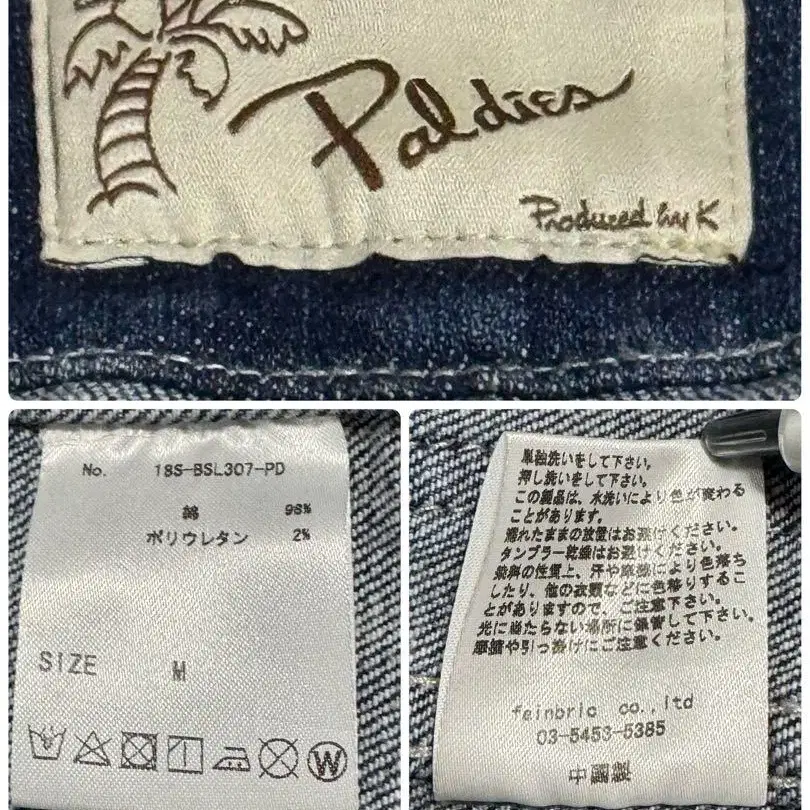 Paldies
Produced by K
No. 18S-BSL307-PD
綿 98%
ポリウレタン 2%
SIZE M
W
単独洗いをして下さい。
押し洗いをして下さい。
この製品は、水洗いにより色が変わる
ことがあります。
濡れたままの放置はお避けください。
タンブラー乾燥はお避けください。
染料の性質上、汗や摩擦により色落ち
したり、他の衣類などに色移りするこ
とがありますので、ご注意下さい。
光に当たらない場所に保管して下さい。
摩擦や引っ掛けにご注意ください。
feinbric co.,ltd
03-5453-5385
中國製